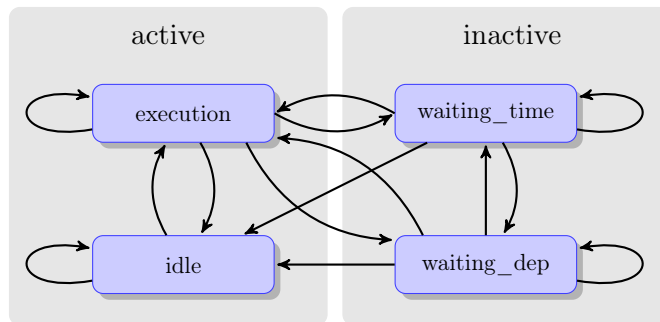 active
inactive
execution
waiting_time
idle
waiting_dep